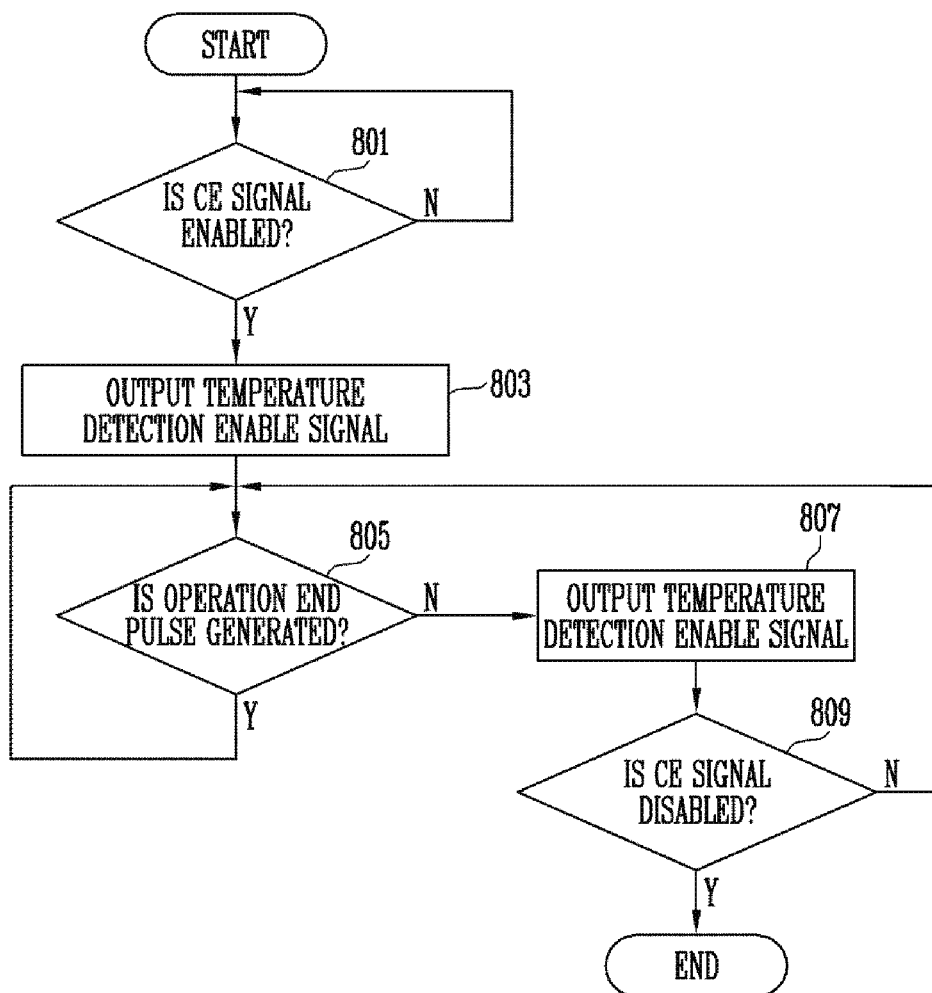 START
801
IS CE SIGNAL
ENABLED?
N
Y
OUTPUT TEMPERATURE
DETECTION ENABLE SIGNAL
803
805
IS OPERATION END
PULSE GENERATED?
N
Y
807
OUTPUT TEMPERATURE
DETECTION ENABLE SIGNAL
809
IS CE SIGNAL
DISABLED?
N
Y
END